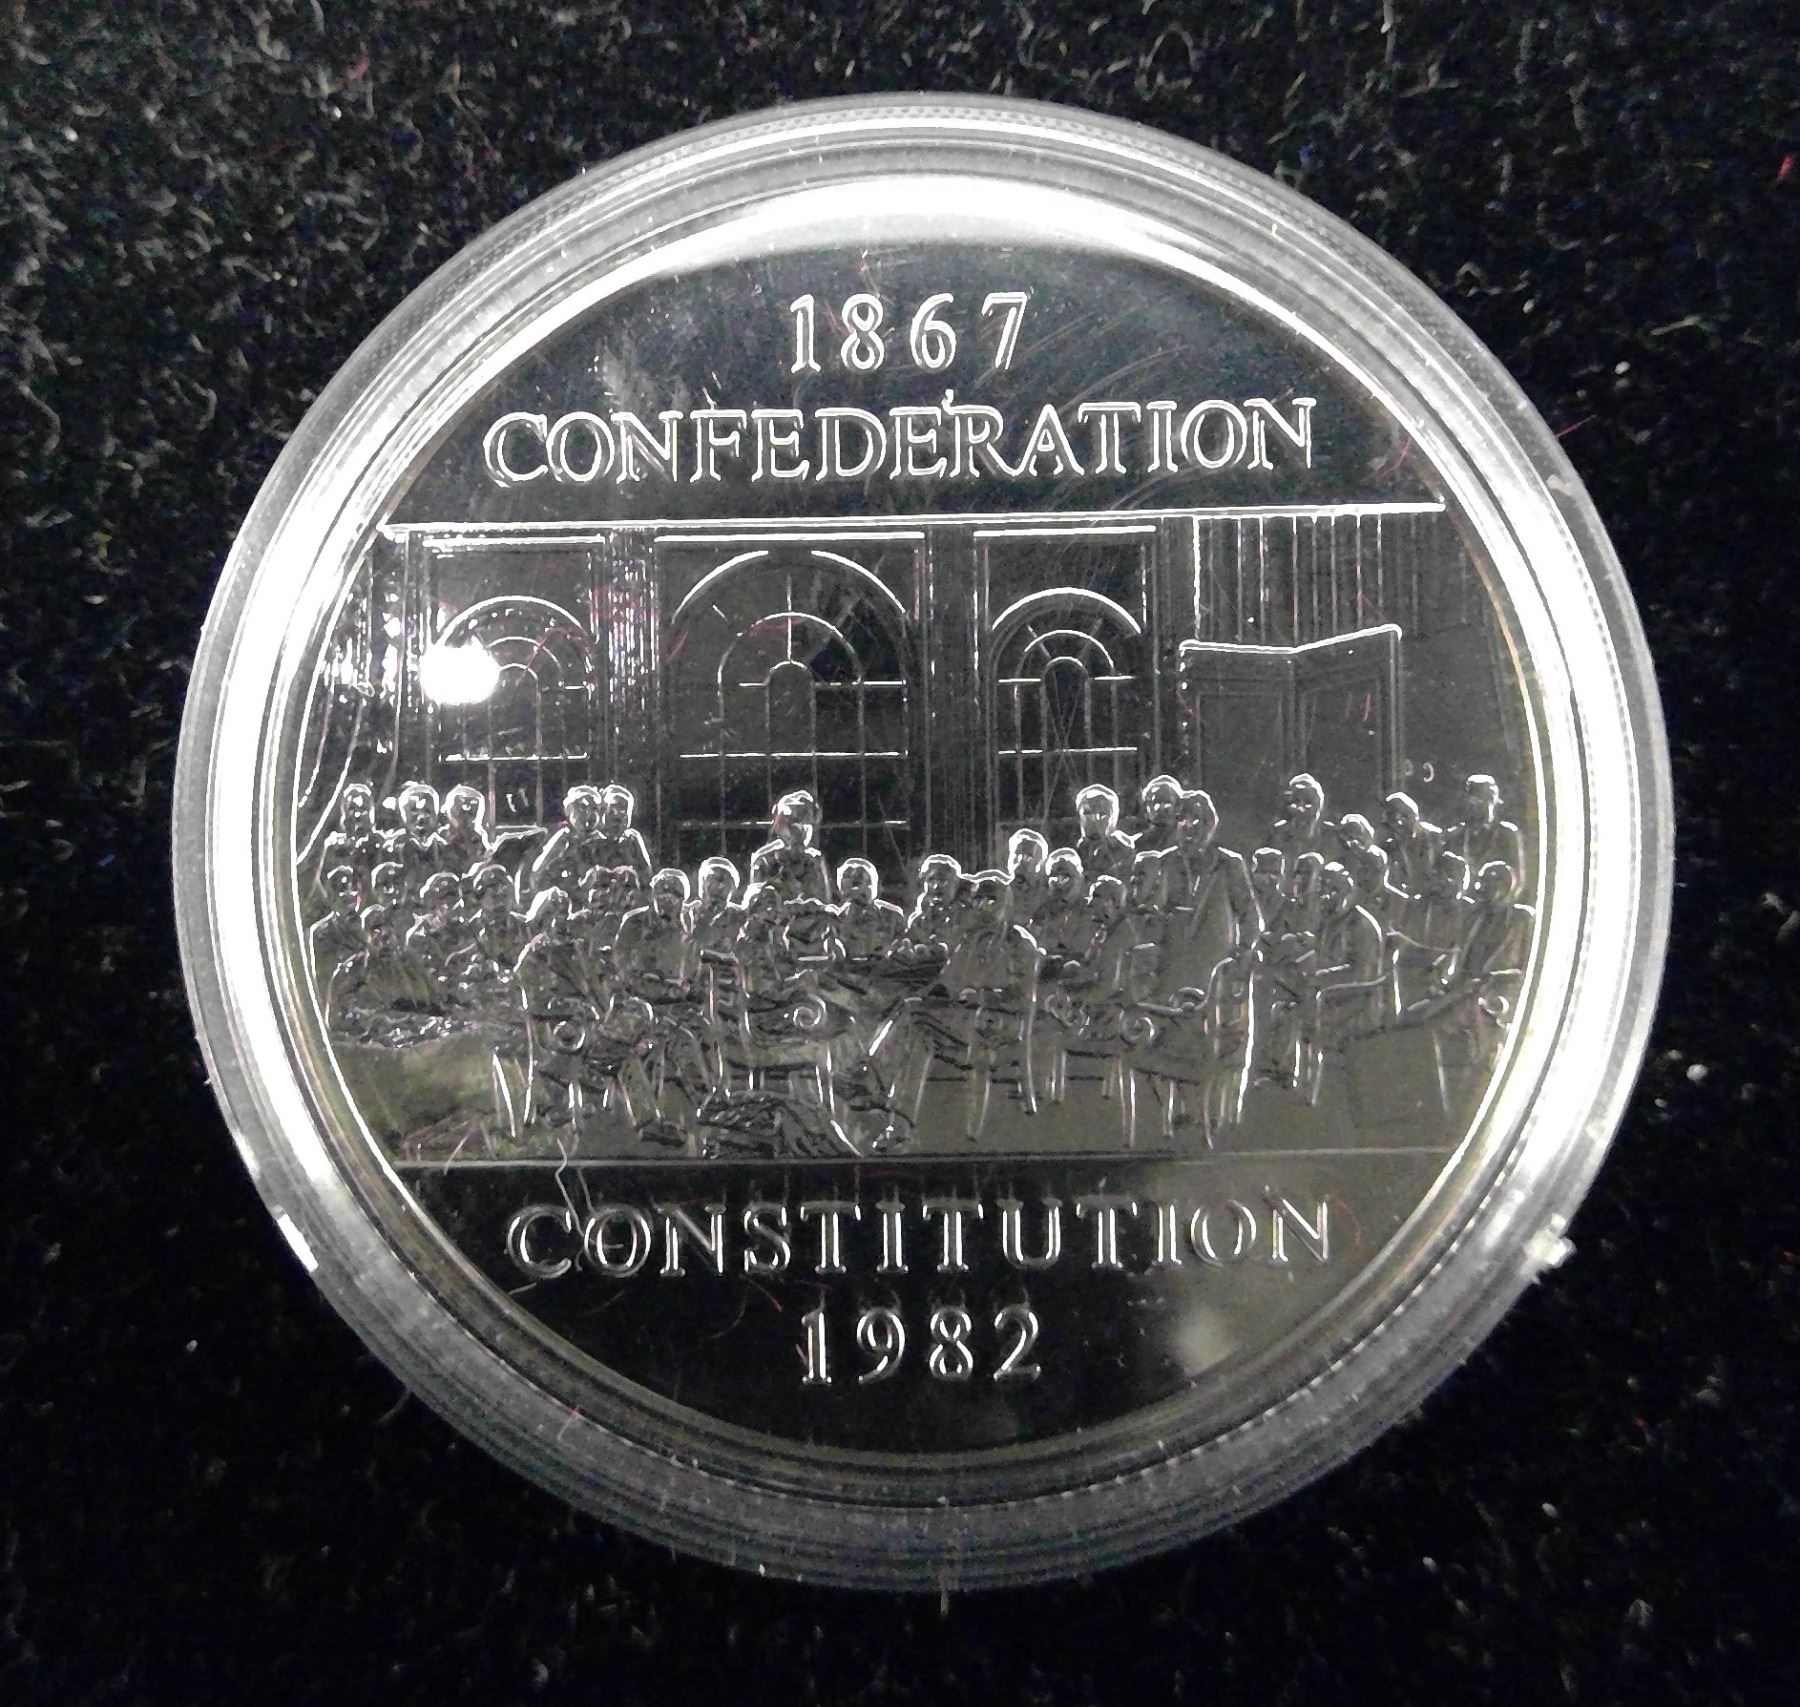 1867
CONFEDERATION
CONSTITUTION
1982